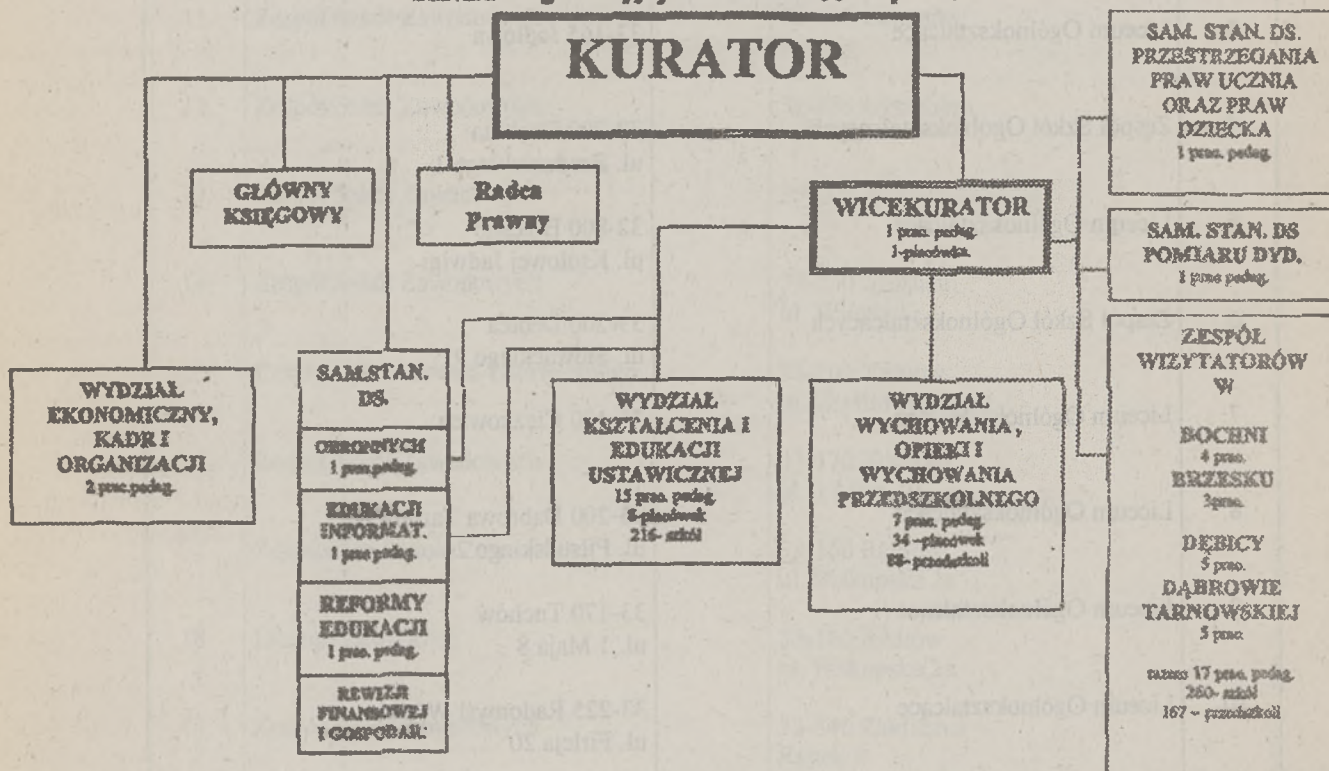 KURATOR
GŁÓWNY
KSIĘGOWY
Radca
Prawny
WICEKURATOR
1 prac. pedag.
1-placówka
SAM. STAN. DS.
PRZESTRZEGANIA
PRAW UCZNIA
ORAZ PRAW
DZIECKA
1 prac. pedag.
SAM. STAN. DS
POMIARU DYD.
1 prac pedag.
WYDZIAŁ
EKONOMICZNY,
KADR I
ORGANIZACJI
2 prac.pedag.
SAM.STAN.
DS.
OBRONNYCH
1 prac.pedag.
EDUKACJI
INFORMAT.
1 prac pedag.
REFORMY
EDUKACJI
1 prac. pedag.
REWIZJI
FINANSOWEJ
I GOSPODAR.
WYDZIAŁ
KSZTAŁCENIA I
EDUKACJI
USTAWICZNEJ
15 prac. pedag.
8-placówek
216- szkół
WYDZIAŁ
WYCHOWANIA,
OPIEKI I
WYCHOWANIA
PRZEDSZKOLNEGO
7 prac. pedag.
34 -placówek
88- przedszkoli
ZESPÓŁ
WIZYTATORÓW
W
BOCHNI
4 prac.
BRZESKU
3prac.
DĘBICY
5 prac.
DĄBROWIE
TARNOWSKIEJ
5 prac.
razem 17 prac. pedag.
260- szkół
167 - przedszkoli